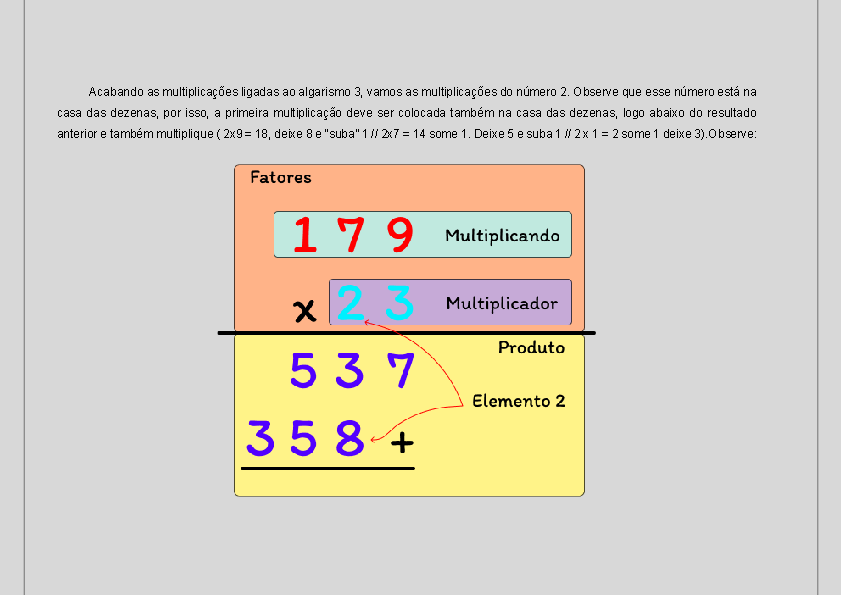 Acabando as multiplicações ligadas ao algarismo 3, vamos as multiplicações do número 2. Observe que esse número está na
casa das dezenas, por isso, a primeira multiplicação deve ser colocada também na casa das dezenas, logo abaixo do resultado
anterior e também multiplique ( 2x9 = 18, deixe 8 e "suba" 1 // 2x7 = 14 some 1. Deixe 5 e suba 1 // 2 x 1 = 2 some 1 deixe 3).Observe:
Fatores
1 7 9 Multiplicando
x 2 3 Multiplicador
Produto
5 3 7
Elemento 2
3 5 8 +